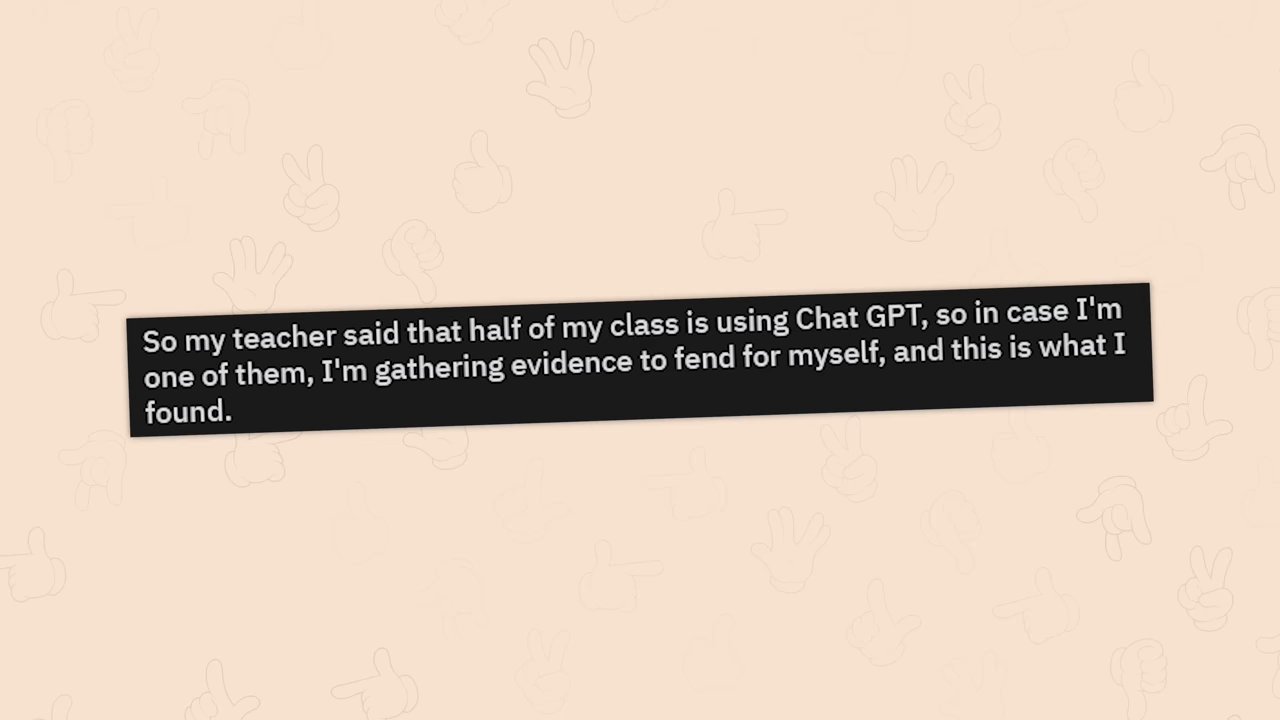 So my teacher said that half of my class is using Chat GPT, so in case I'm
one of them, I'm gathering evidence to fend for myself, and this is what I
found.